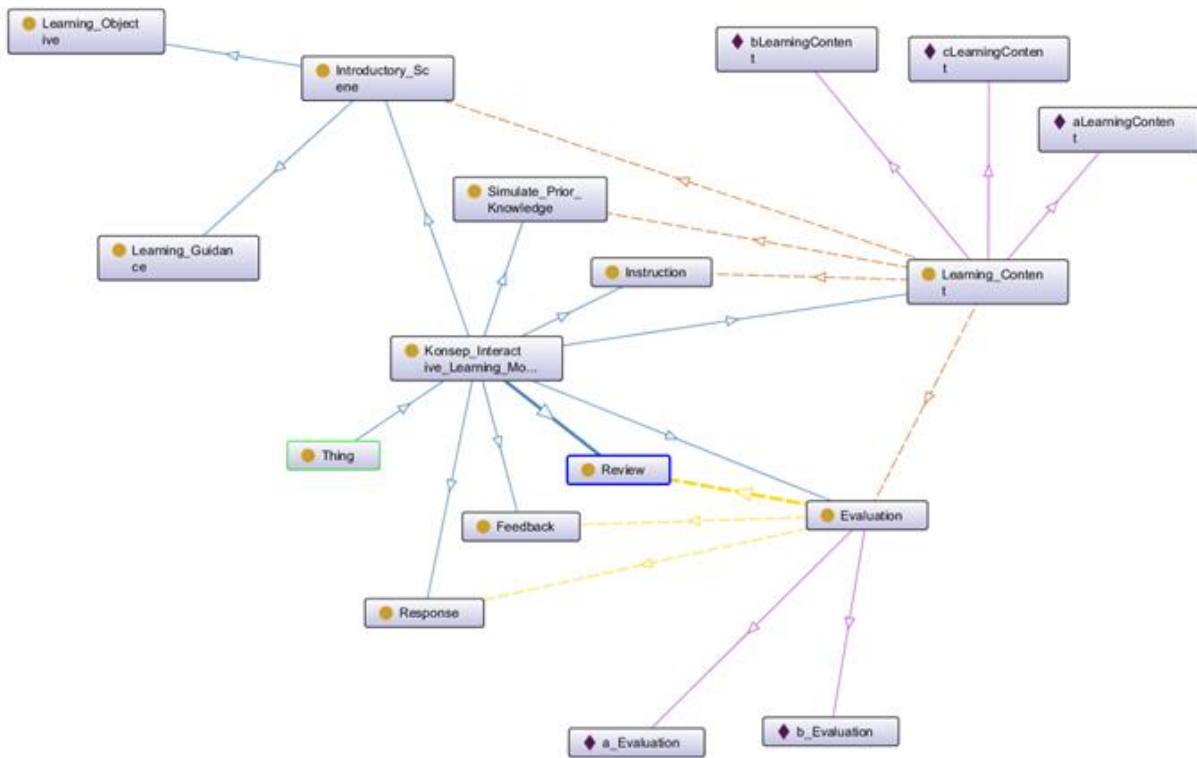 Learning_Object
ive
Introductory_Sc
ene
bLearningConten
t
cLearningConten
t
aLearningConten
t
Simulate_Prior_
Knowledge
Learning_Guidan
ce
Instruction
Learning_Conten
t
Konsep_Interact
ive_Learning_Mo...
Thing
Review
Feedback
Evaluation
Response
a_Evaluation
b_Evaluation